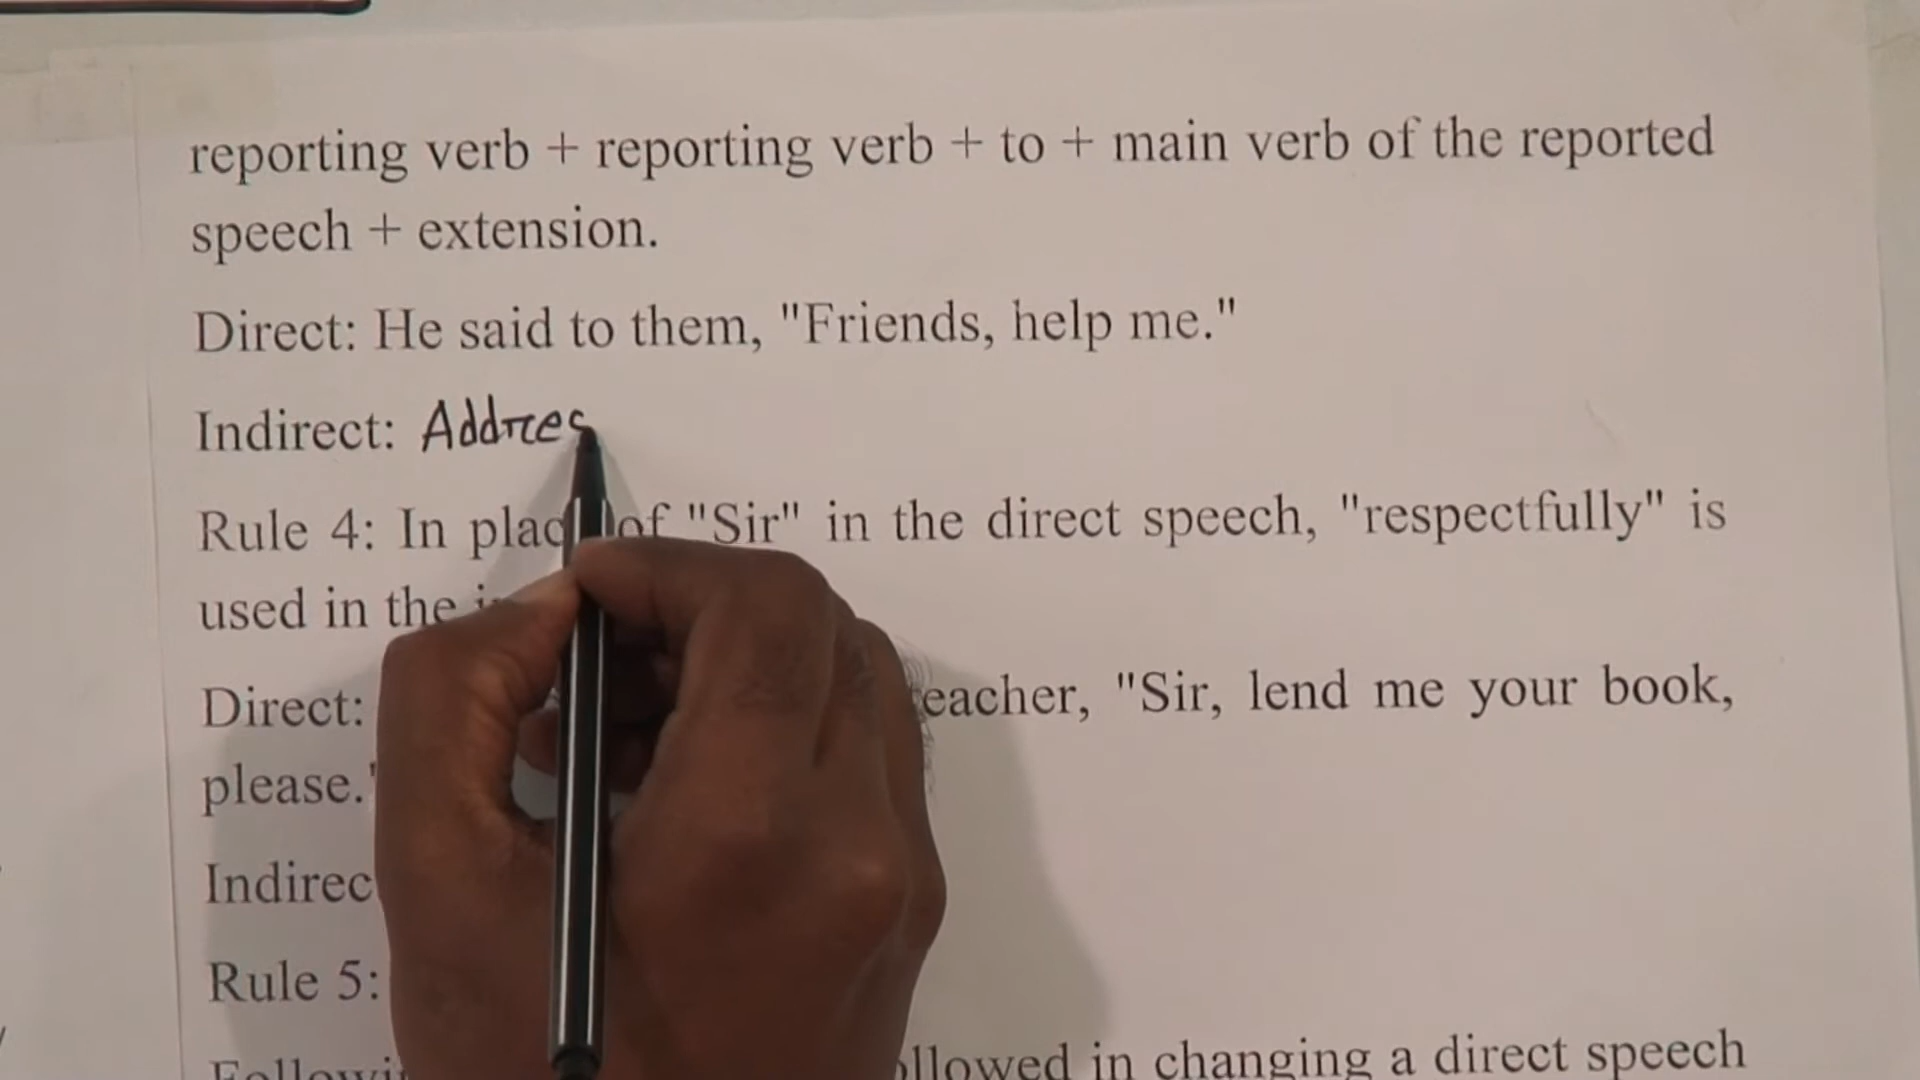 reporting verb + reporting verb + to + main verb of the reported
speech + extension.
Direct: He said to them, "Friends, help me."
Indirect: Addres
Rule 4: In plac of "Sir" in the direct speech, "respectfully" is
used in the
Direct: eacher, "Sir, lend me your book,
please."
Indirec
Rule 5:
Followi ollowed in changing a direct speech